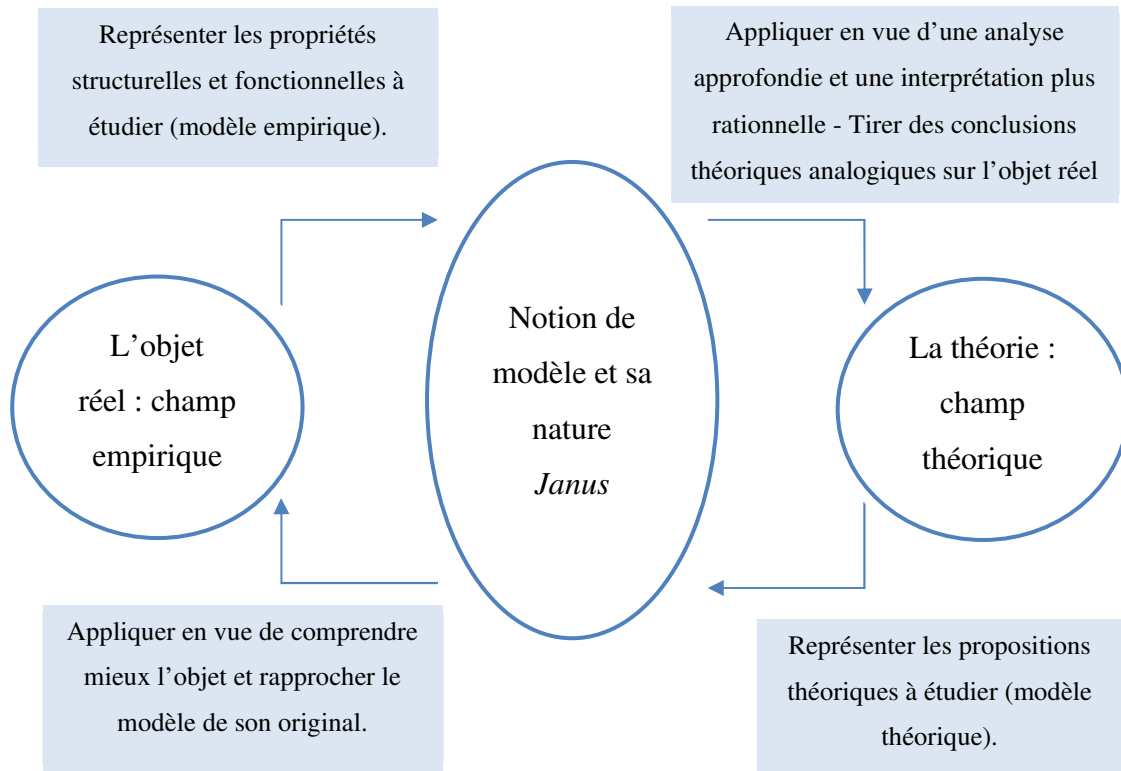 Représenter les propriétés
structurelles et fonctionnelles à
étudier (modèle empirique).
Appliquer en vue d’une analyse
approfondie et une interprétation plus
rationnelle - Tirer des conclusions
théoriques analogiques sur l’objet réel
L’objet
réel : champ
empirique
Notion de
modèle et sa
nature
Janus
La théorie :
champ
théorique
Appliquer en vue de comprendre
mieux l’objet et rapprocher le
modèle de son original.
Représenter les propositions
théoriques à étudier (modèle
théorique).